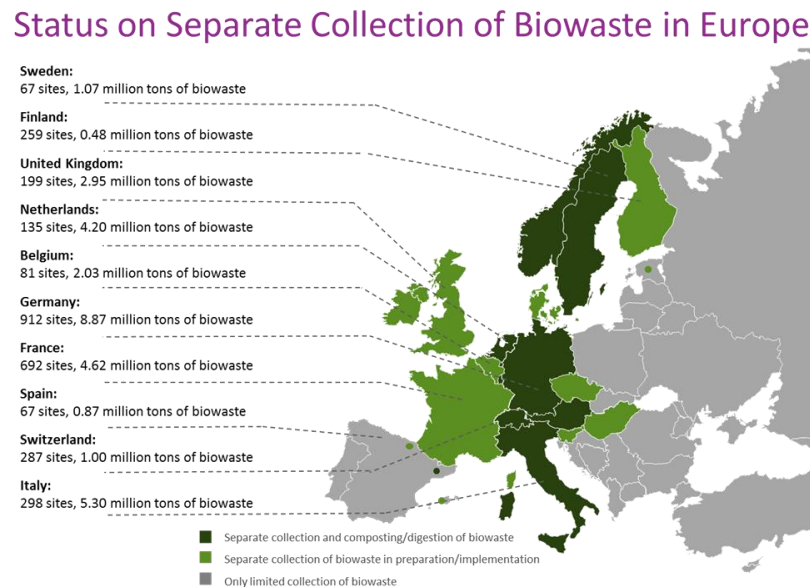 Status on Separate Collection of Biowaste in Europe
Sweden:
67 sites, 1.07 million tons of biowaste
Finland:
259 sites, 0.48 million tons of biowaste
United Kingdom:
199 sites, 2.95 million tons of biowaste
Netherlands:
135 sites, 4.20 million tons of biowaste
Belgium:
81 sites, 2.03 million tons of biowaste
Germany:
912 sites, 8.87 million tons of biowaste
France:
692 sites, 4.62 million tons of biowaste
Spain:
67 sites, 0.87 million tons of biowaste
Switzerland:
287 sites, 1.00 million tons of biowaste
Italy:
298 sites, 5.30 million tons of biowaste
Separate collection and composting/digestion of biowaste
Separate collection of biowaste in preparation/implementation
Only limited collection of biowaste